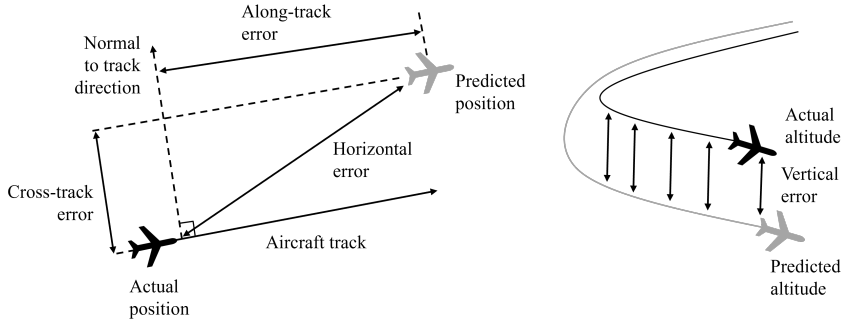 Along-track
error
Normal
to track
direction
Predicted
position
Horizontal
error
Cross-track
error
Aircraft track
Actual
position
Actual
altitude
Vertical
error
Predicted
altitude